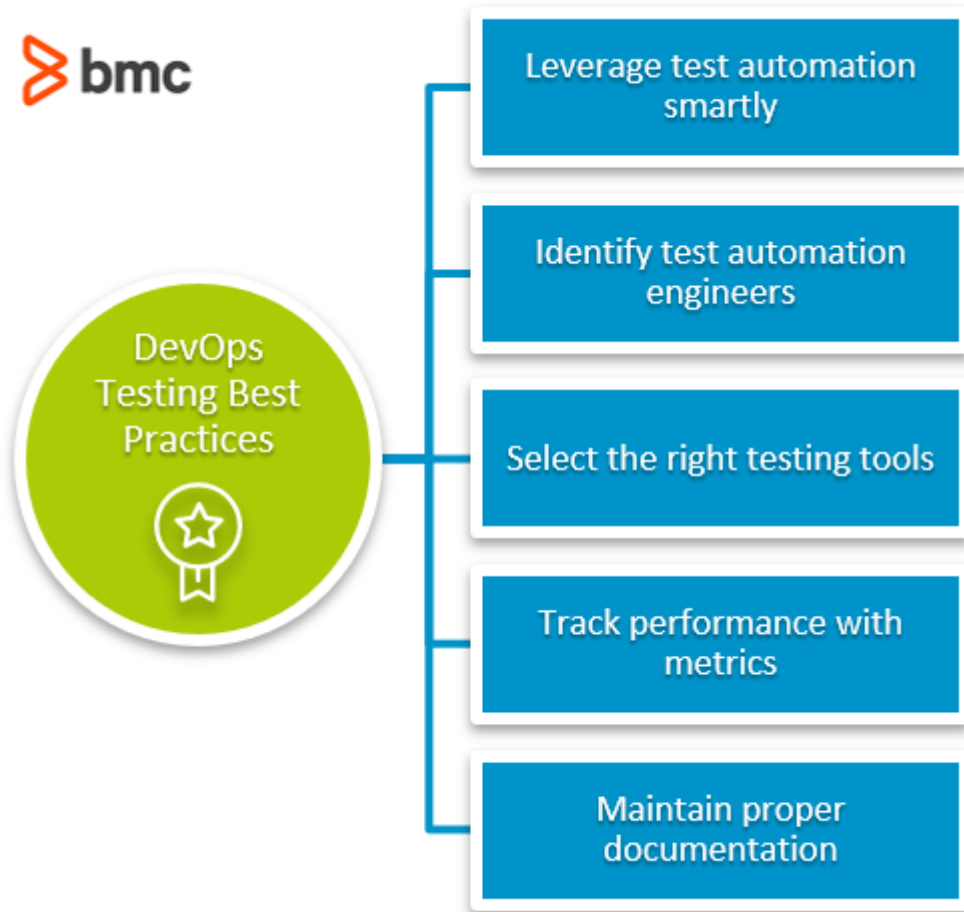 bmc
DevOps
Testing Best
Practices
Leverage test automation
smartly
Identify test automation
engineers
Select the right testing tools
Track performance with
metrics
Maintain proper
documentation